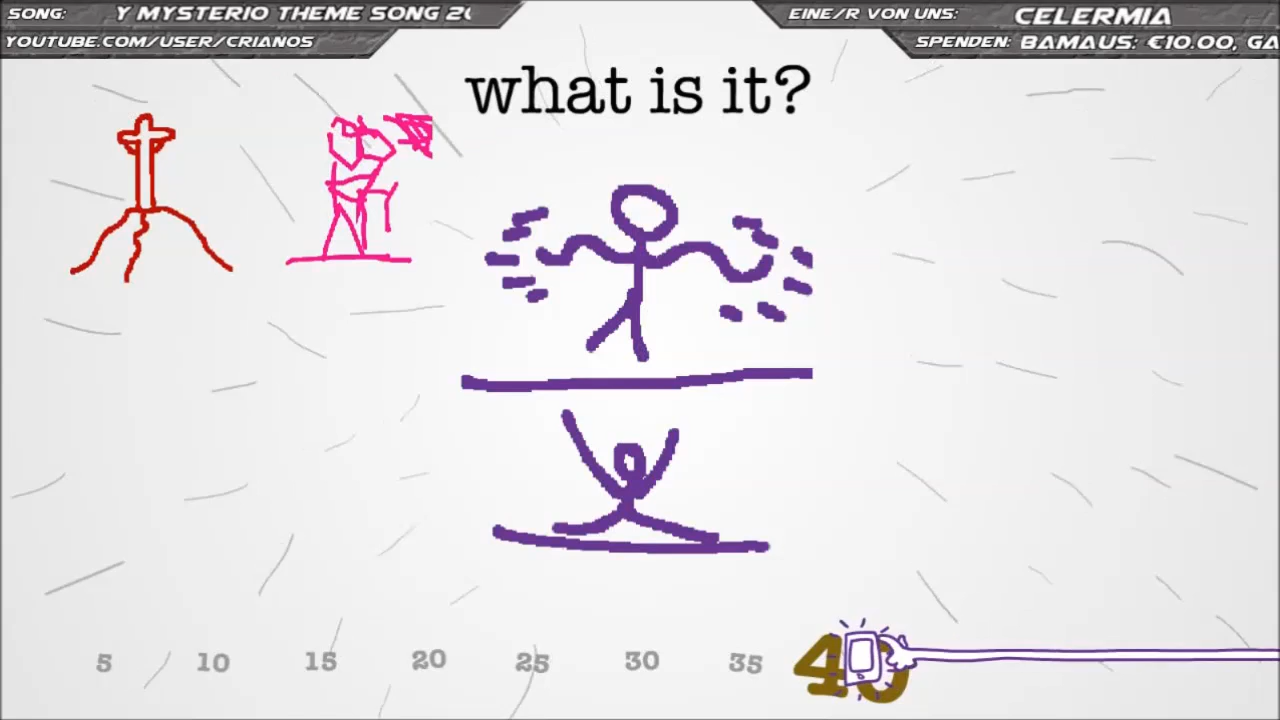 SONG: Y MYSTERIO THEME SONG 20
EINE/R VON UNS: CELERMIA
YOUTUBE.COM/USER/CRIANOS
SPENDEN: BAMAUS: €10.00, GA
what is it?
5 10 15 20 25 30 35 40